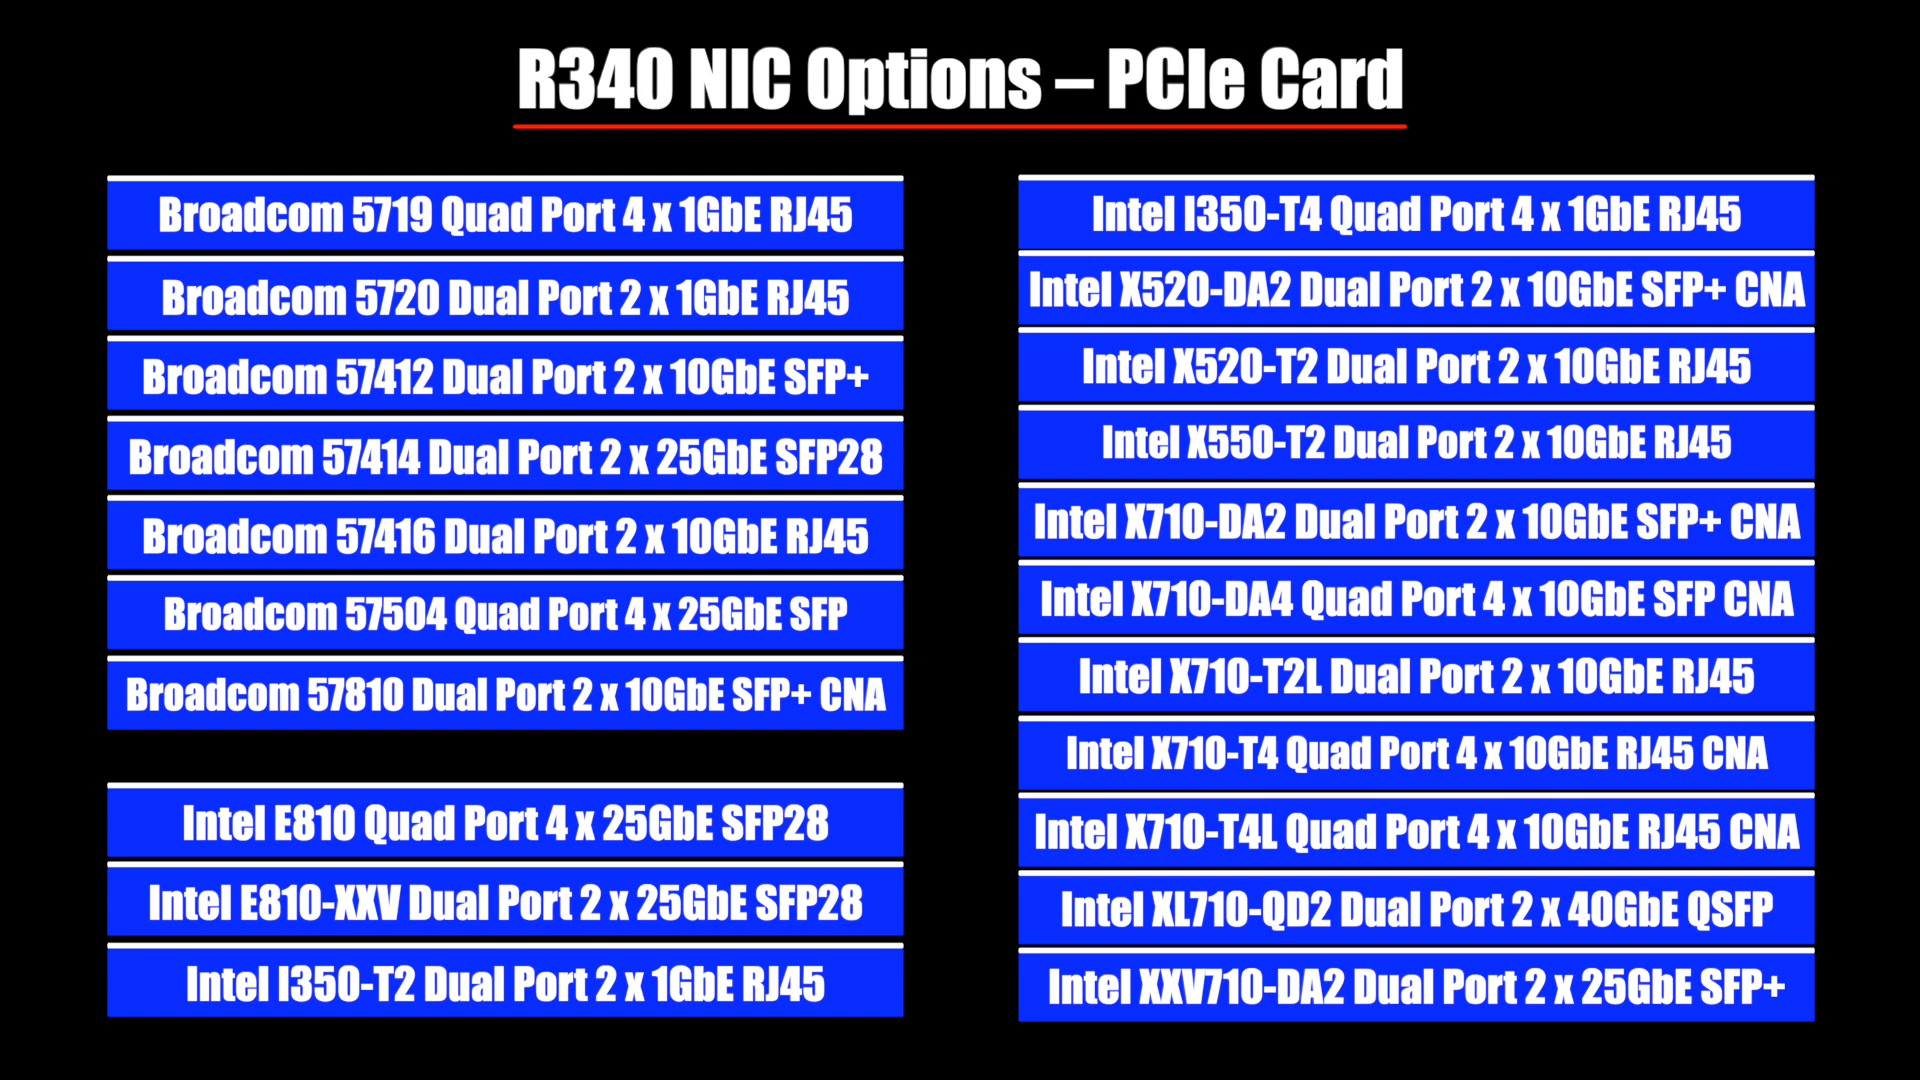 R340 NIC Options – PCIe Card
Broadcom 5719 Quad Port 4 x 1GbE RJ45
Broadcom 5720 Dual Port 2 x 1GbE RJ45
Broadcom 57412 Dual Port 2 x 10GbE SFP+
Broadcom 57414 Dual Port 2 x 25GbE SFP28
Broadcom 57416 Dual Port 2 x 10GbE RJ45
Broadcom 57504 Quad Port 4 x 25GbE SFP
Broadcom 57810 Dual Port 2 x 10GbE SFP+ CNA
Intel E810 Quad Port 4 x 25GbE SFP28
Intel E810-XXV Dual Port 2 x 25GbE SFP28
Intel I350-T2 Dual Port 2 x 1GbE RJ45
Intel I350-T4 Quad Port 4 x 1GbE RJ45
Intel X520-DA2 Dual Port 2 x 10GbE SFP+ CNA
Intel X520-T2 Dual Port 2 x 10GbE RJ45
Intel X550-T2 Dual Port 2 x 10GbE RJ45
Intel X710-DA2 Dual Port 2 x 10GbE SFP+ CNA
Intel X710-DA4 Quad Port 4 x 10GbE SFP CNA
Intel X710-T2L Dual Port 2 x 10GbE RJ45
Intel X710-T4 Quad Port 4 x 10GbE RJ45 CNA
Intel X710-T4L Quad Port 4 x 10GbE RJ45 CNA
Intel XL710-QD2 Dual Port 2 x 40GbE QSFP
Intel XXV710-DA2 Dual Port 2 x 25GbE SFP+